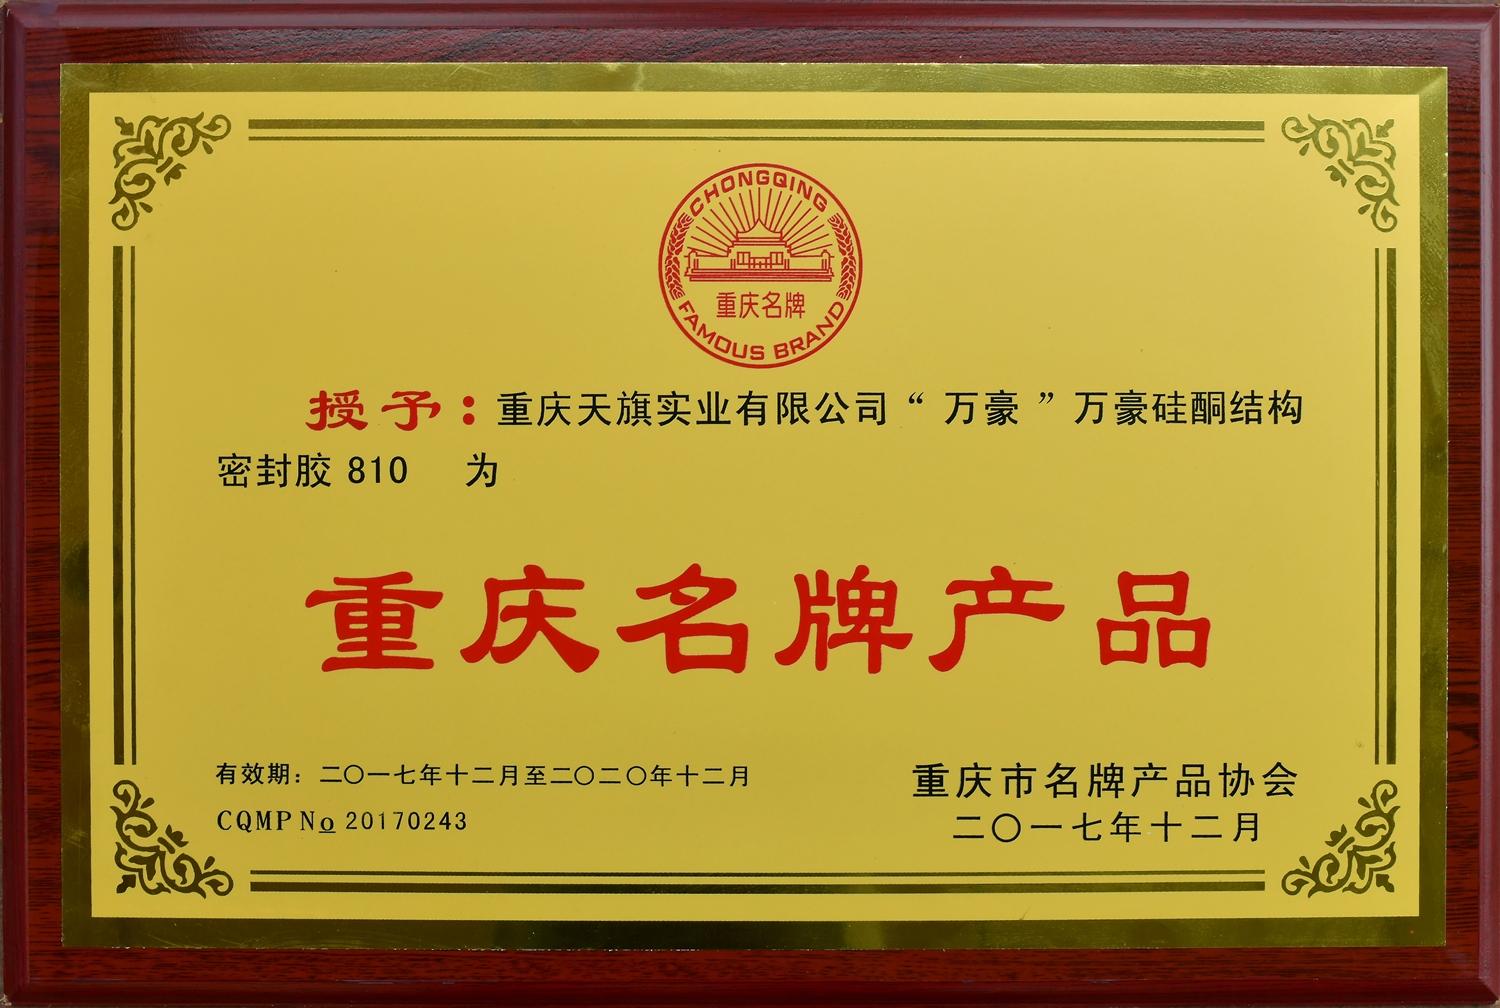 CHONGQING
重庆名牌
FAMOUS BRAND
授予：重庆天旗实业有限公司“万豪”万豪硅酮结构
密封胶 810 为
重庆名牌产品
有效期：二〇一七年十二月至二〇二〇年十二月
CQMP No 20170243
重庆市名牌产品协会
二〇一七年十二月